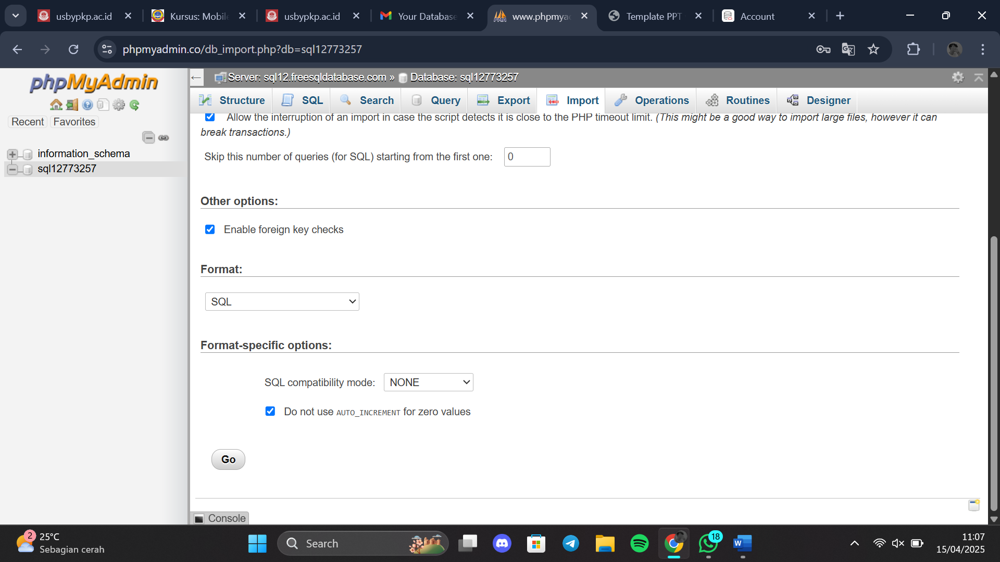 usbypkp.ac.id
Kursus: Mobile
usbypkp.ac.id
Your Database
www.phpmyad
Template PPT
Account
phpmyadmin.co/db_import.php?db=sql12773257
phpMyAdmin
Recent
Favorites
information_schema
sql12773257
Server: sql12.freesqldatabase.com » Database: sql12773257
Structure
SQL
Search
Query
Export
Import
Operations
Routines
Designer
Allow the interruption of an import in case the script detects it is close to the PHP timeout limit. (This might be a good way to import large files, however it can
break transactions.)
Skip this number of queries (for SQL) starting from the first one: 0
Other options:
Enable foreign key checks
Format:
SQL
Format-specific options:
SQL compatibility mode: NONE
Do not use AUTO_INCREMENT for zero values
Go
Console
2
25°C
Sebagian cerah
Search
18
11:07
15/04/2025